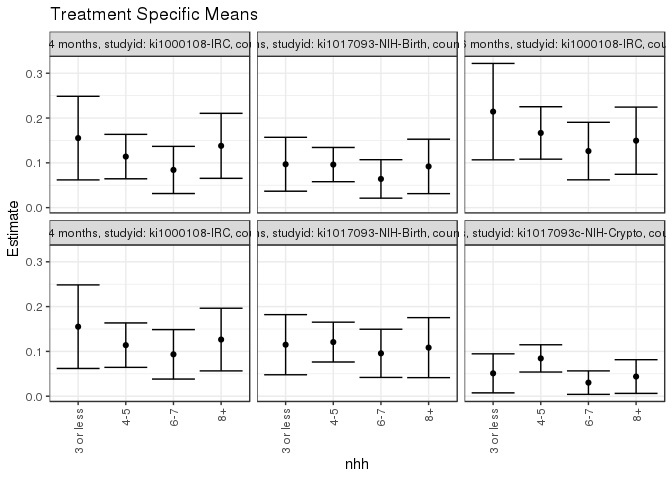 Treatment Specific Means
4 months, studyid: ki1000108-IRC, cou
s, studyid: ki1017093-NIH-Birth, coun
6 months, studyid: ki1000108-IRC, cou
0.3
0.2
0.1
0.0
4 months, studyid: ki1000108-IRC, cou
s, studyid: ki1017093-NIH-Birth, coun
s, studyid: ki1017093c-NIH-Crypto, cou
0.3
0.2
0.1
0.0
Estimate
3 or less
4-5
6-7
8+
3 or less
4-5
6-7
8+
3 or less
4-5
6-7
8+
nhh